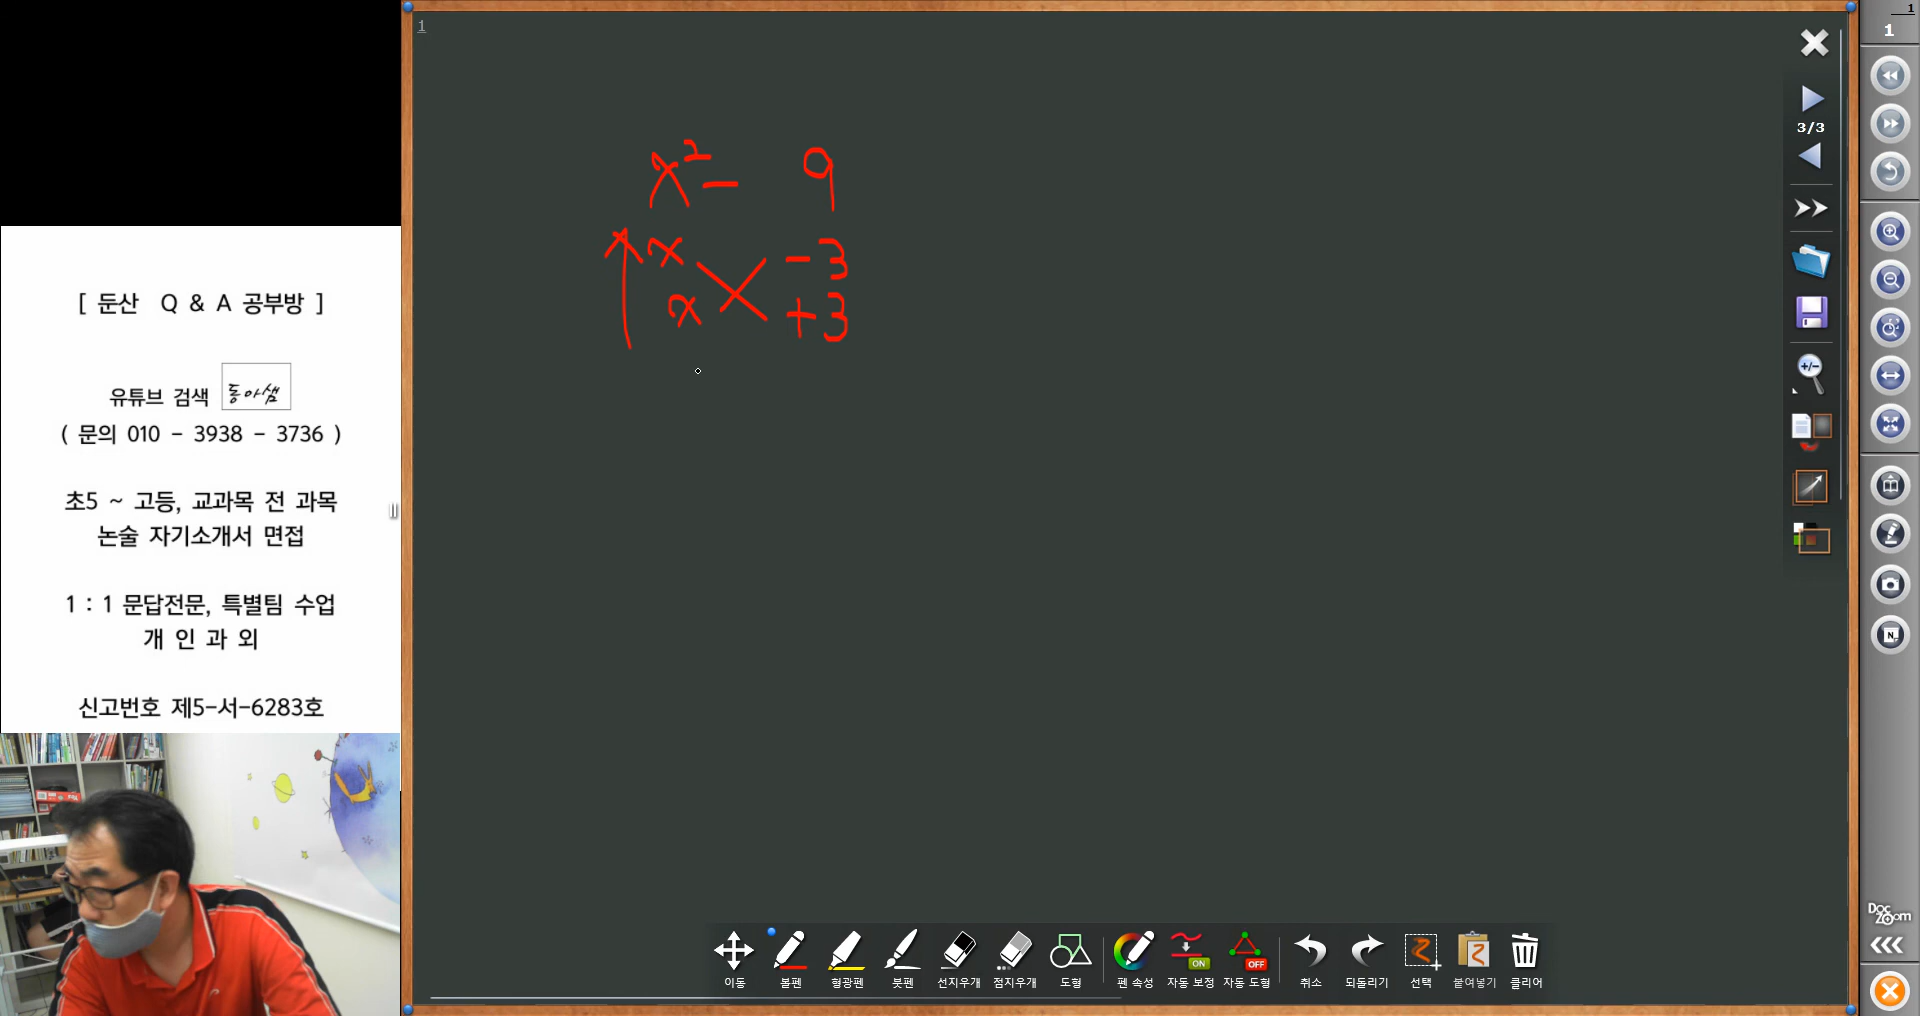 [ 둔산 Q & A 공부방 ]
유튜브 검색 동아샘
( 문의 010 - 3938 - 3736 )
초5 ~ 고등, 교과목 전 과목
논술 자기소개서 면접
1 : 1 문답전문, 특별팀 수업
개 인 과 외
신고번호 제5-서-6283호
1
x² - 9
x - 3
x + 3
3/3
+/-
1
1
N
Doc
Zoom
ON
OFF
이동
볼펜
형광펜
붓펜
선지우개
점지우개
도형
펜 속성
자동 보정
자동 도형
취소
되돌리기
선택
붙여넣기
클리어